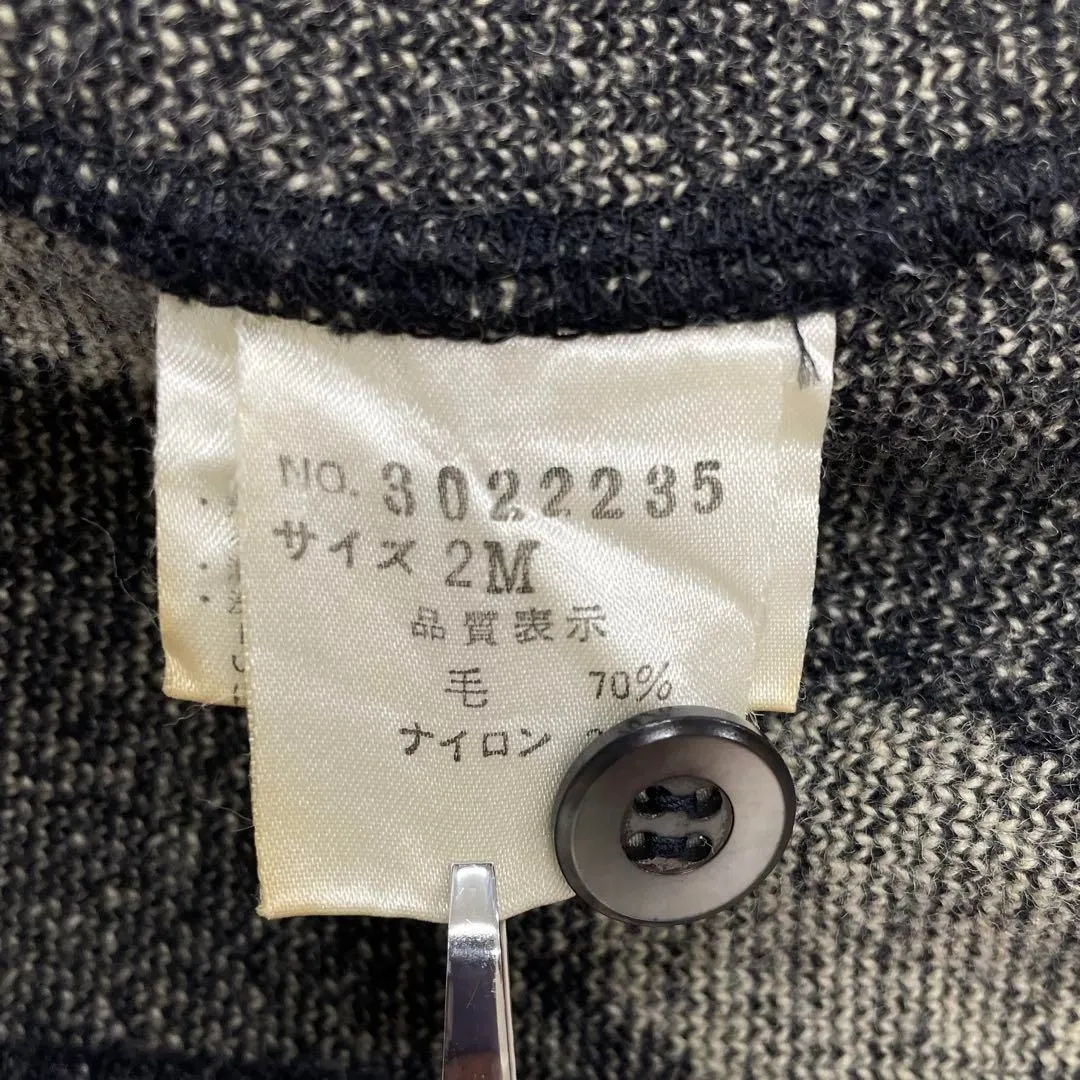 NO. 3022235
サイズ 2M
品質表示
毛 70%
ナイロン